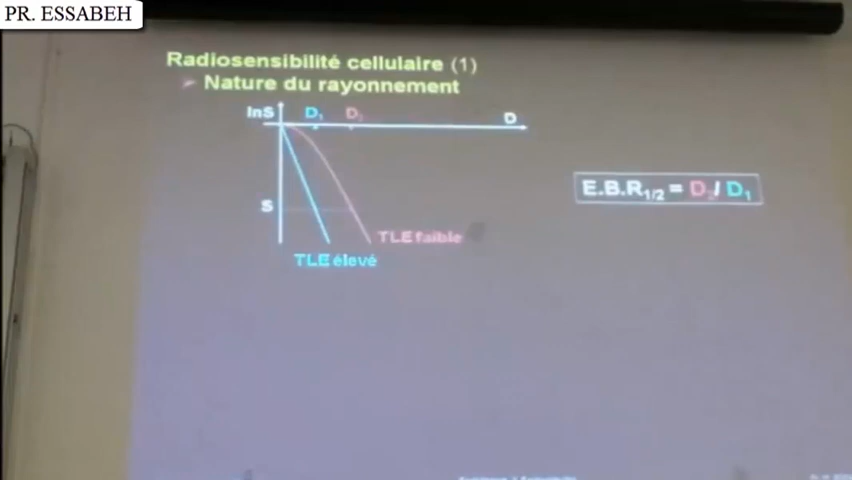 PR. ESSABEH
Radiosensibilité cellulaire (1)
Nature du rayonnement
lnS D₁ D₂ D
E.B.R₁/₂ = D₂/ D₁
S
TLE faible
TLE élevé